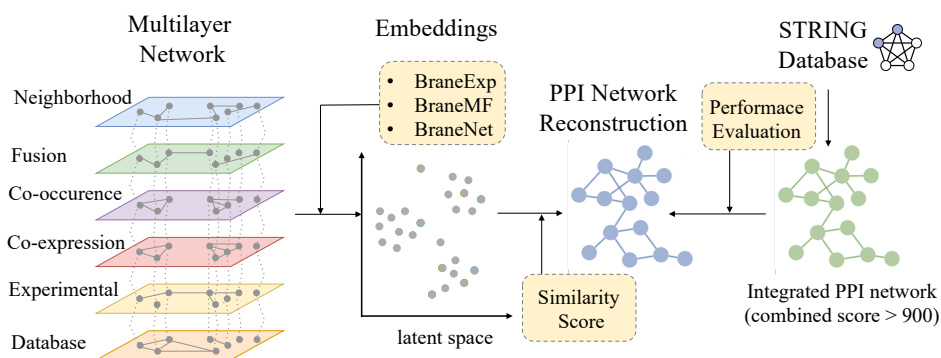 Multilayer
Network
Neighborhood
Fusion
Co-occurence
Co-expression
Experimental
Database
Embeddings
• BraneExp
• BraneMF
• BraneNet
latent space
PPI Network
Reconstruction
Similarity
Score
Performace
Evaluation
STRING
Database
Integrated PPI network
(combined score > 900)